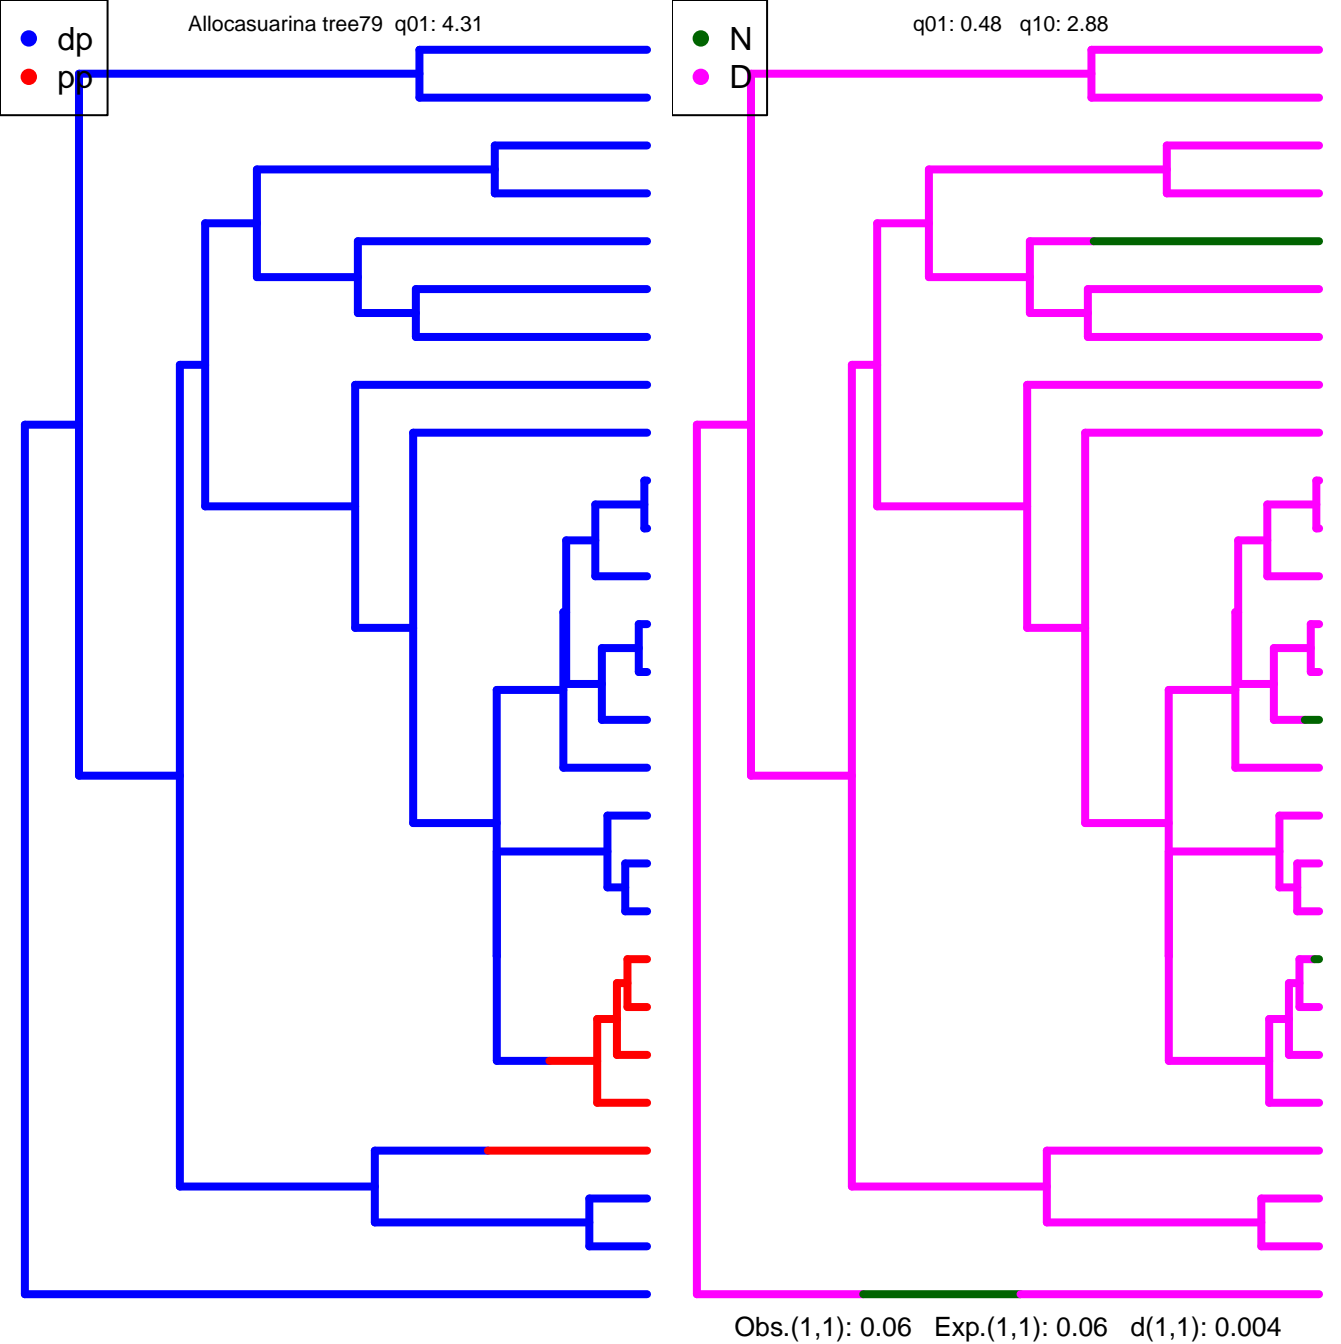 Allocasuarina tree79 q01: 4.31
dp
pp
q01: 0.48 q10: 2.88
N
D
Obs.(1,1): 0.06 Exp.(1,1): 0.06 d(1,1): 0.004